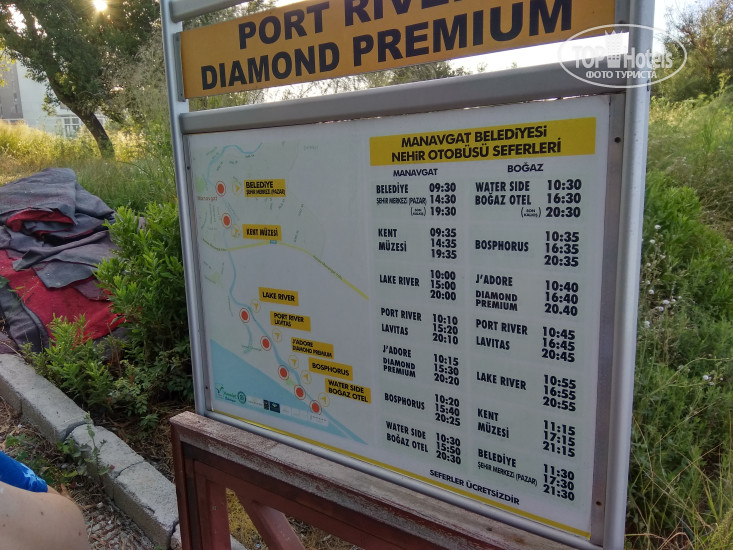 PORT RIVER
DIAMOND PREMIUM
TOPHotels
ФОТО ТУРИСТА
MANAVGAT BELEDİYESİ
NEHİR OTOBÜSÜ SEFERLERİ
MANAVGAT
BELEDİYE 09:30
ŞEHİR MERKEZİ (PAZAR) 14:30
19:30
KENT 09:35
MÜZESİ 14:35
19:35
LAKE RIVER 10:00
15:00
20:00
PORT RIVER 10:10
LAVITAS 15:20
20:10
J'ADORE 10:15
DIAMOND PREMIUM 15:30
20:20
BOSPHORUS 10:20
15:40
20:25
WATER SIDE 10:30
BOĞAZ OTEL 15:50
20:30
BOĞAZ
WATER SIDE 10:30
BOĞAZ OTEL 16:30
20:30
BOSPHORUS 10:35
16:35
20:35
J'ADORE 10:40
DIAMOND PREMIUM 16:40
20.40
PORT RIVER 10:45
LAVITAS 16:45
20:45
LAKE RIVER 10:55
16:55
20:55
KENT 11:15
MÜZESİ 17:15
21:15
BELEDİYE 11:30
ŞEHİR MERKEZİ (PAZAR) 17:30
21:30
SEFERLER ÜCRETSİZDİR
BELEDİYE
ŞEHİR MERKEZİ (PAZAR)
KENT MÜZESİ
LAKE RIVER
PORT RIVER
LAVITAS
J'ADORE
DIAMOND PREMIUM
BOSPHORUS
WATER SIDE
BOĞAZ OTEL